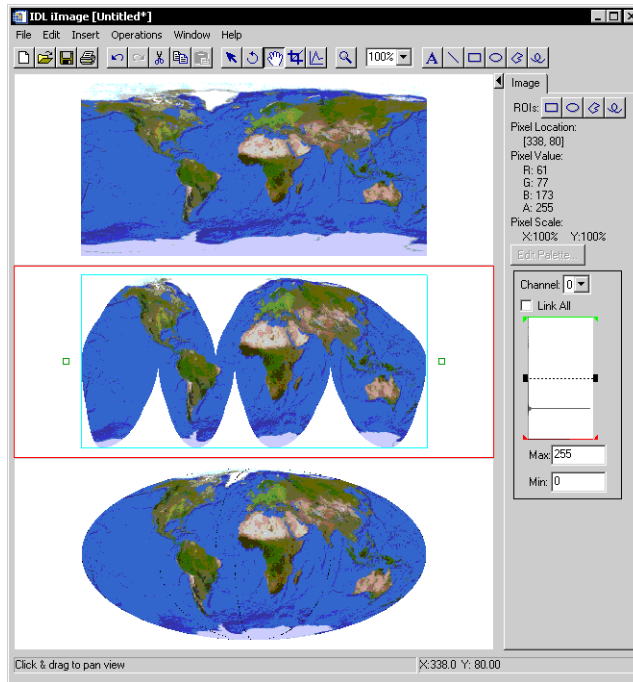 IDL iImage [Untitled*]
File Edit Insert Operations Window Help
100% A
Image
ROIs:
Pixel Location:
[338, 80]
Pixel Value:
R: 61
G: 77
B: 173
A: 255
Pixel Scale:
X:100% Y:100%
Edit Palette...
Channel: 0
Link All
Max: 255
Min: 0
Click & drag to pan view X:338.0 Y: 80.00